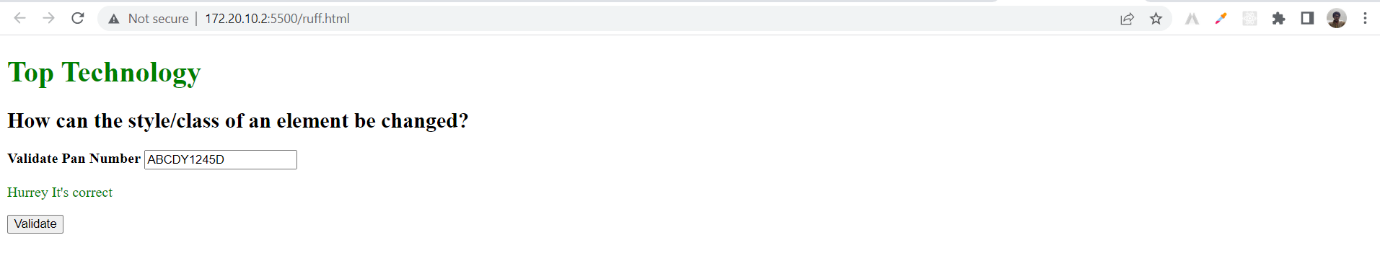 Not secure | 172.20.10.2:5500/ruff.html
Top Technology
How can the style/class of an element be changed?
Validate Pan Number ABCDY1245D
Hurrey It's correct
Validate